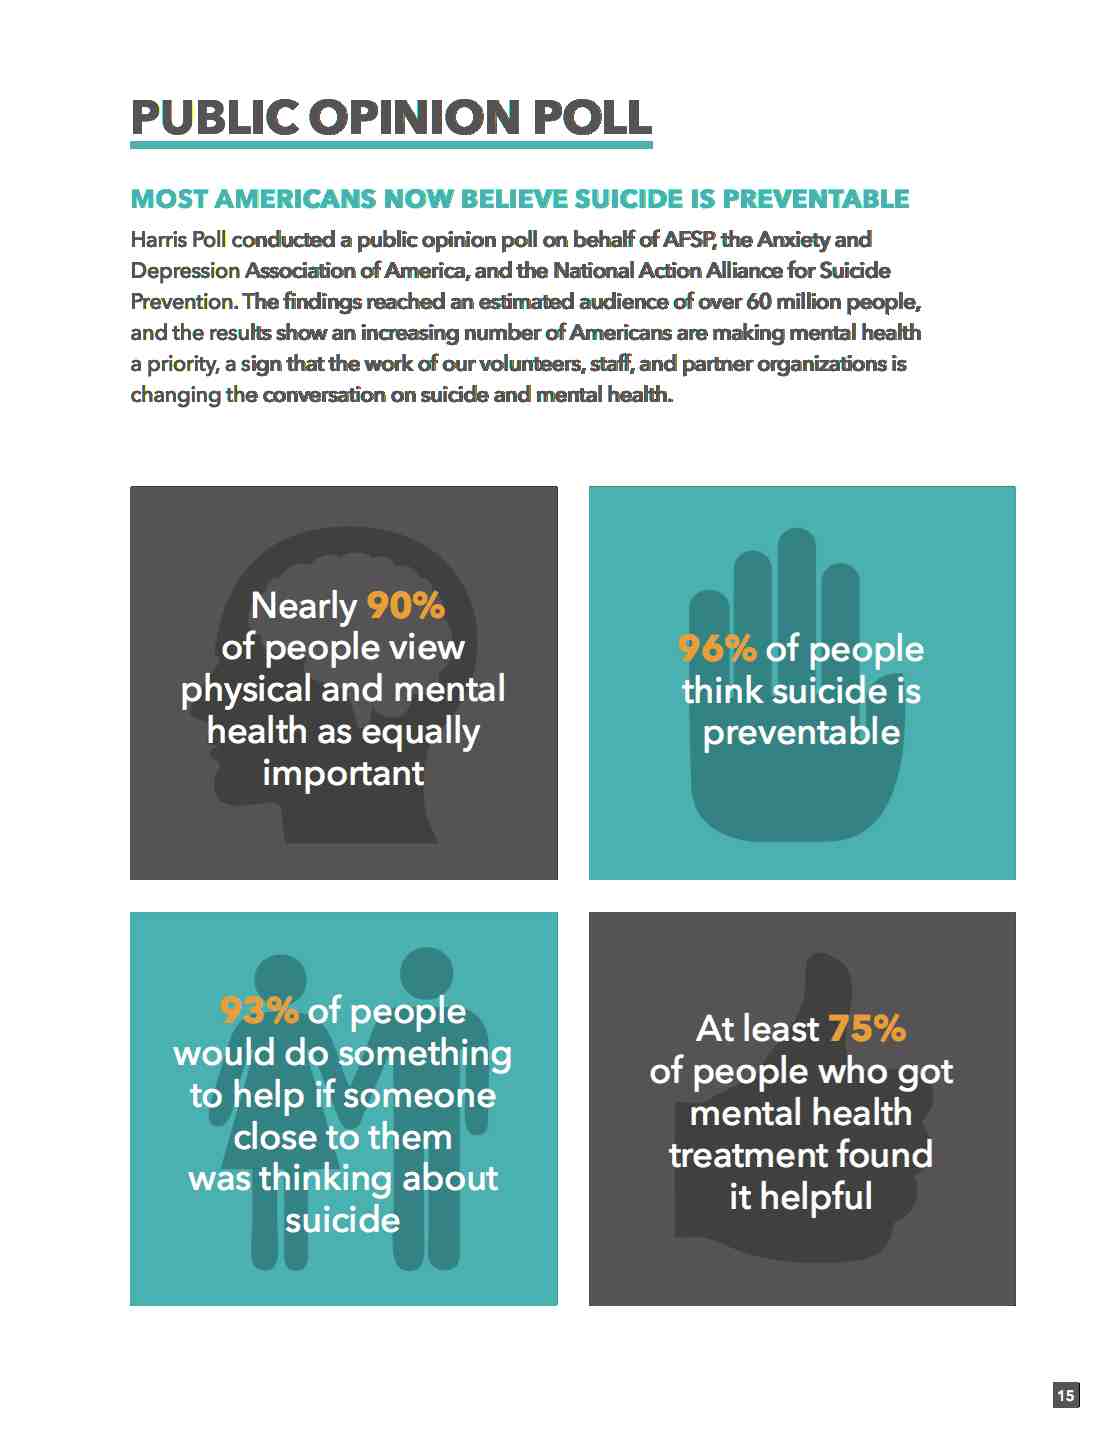 PUBLIC OPINION POLL
MOST AMERICANS NOW BELIEVE SUICIDE IS PREVENTABLE
Harris Poll conducted a public opinion poll on behalf of AFSP, the Anxiety and
Depression Association of America, and the National Action Alliance for Suicide
Prevention. The findings reached an estimated audience of over 60 million people,
and the results show an increasing number of Americans are making mental health
a priority, a sign that the work of our volunteers, staff, and partner organizations is
changing the conversation on suicide and mental health.
Nearly 90%
of people view
physical and mental
health as equally
important
96% of people
think suicide is
preventable
93% of people
would do something
to help if someone
close to them
was thinking about
suicide
At least 75%
of people who got
mental health
treatment found
it helpful
15